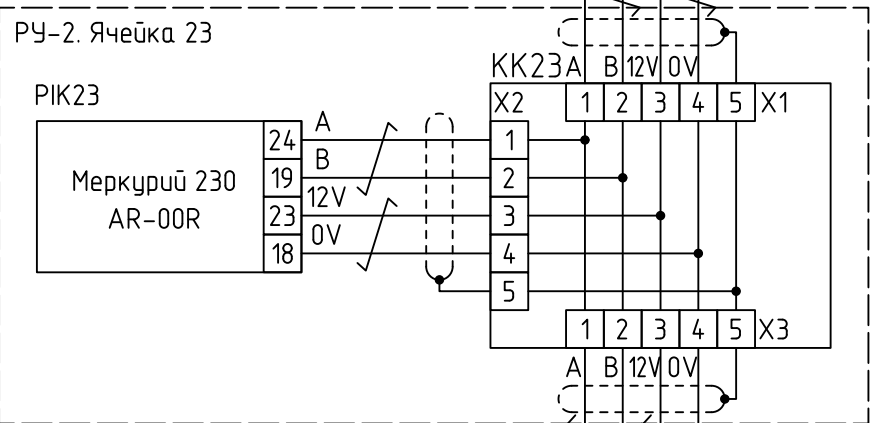 РУ-2. Ячейка 23
КК23 A B 12V 0V
PIK23
X2 1 2 3 4 5 X1
Меркурий 230
AR-00R
24 A 1
19 B 2
23 12V 3
18 0V 4
5
1 2 3 4 5 X3
A B 12V 0V